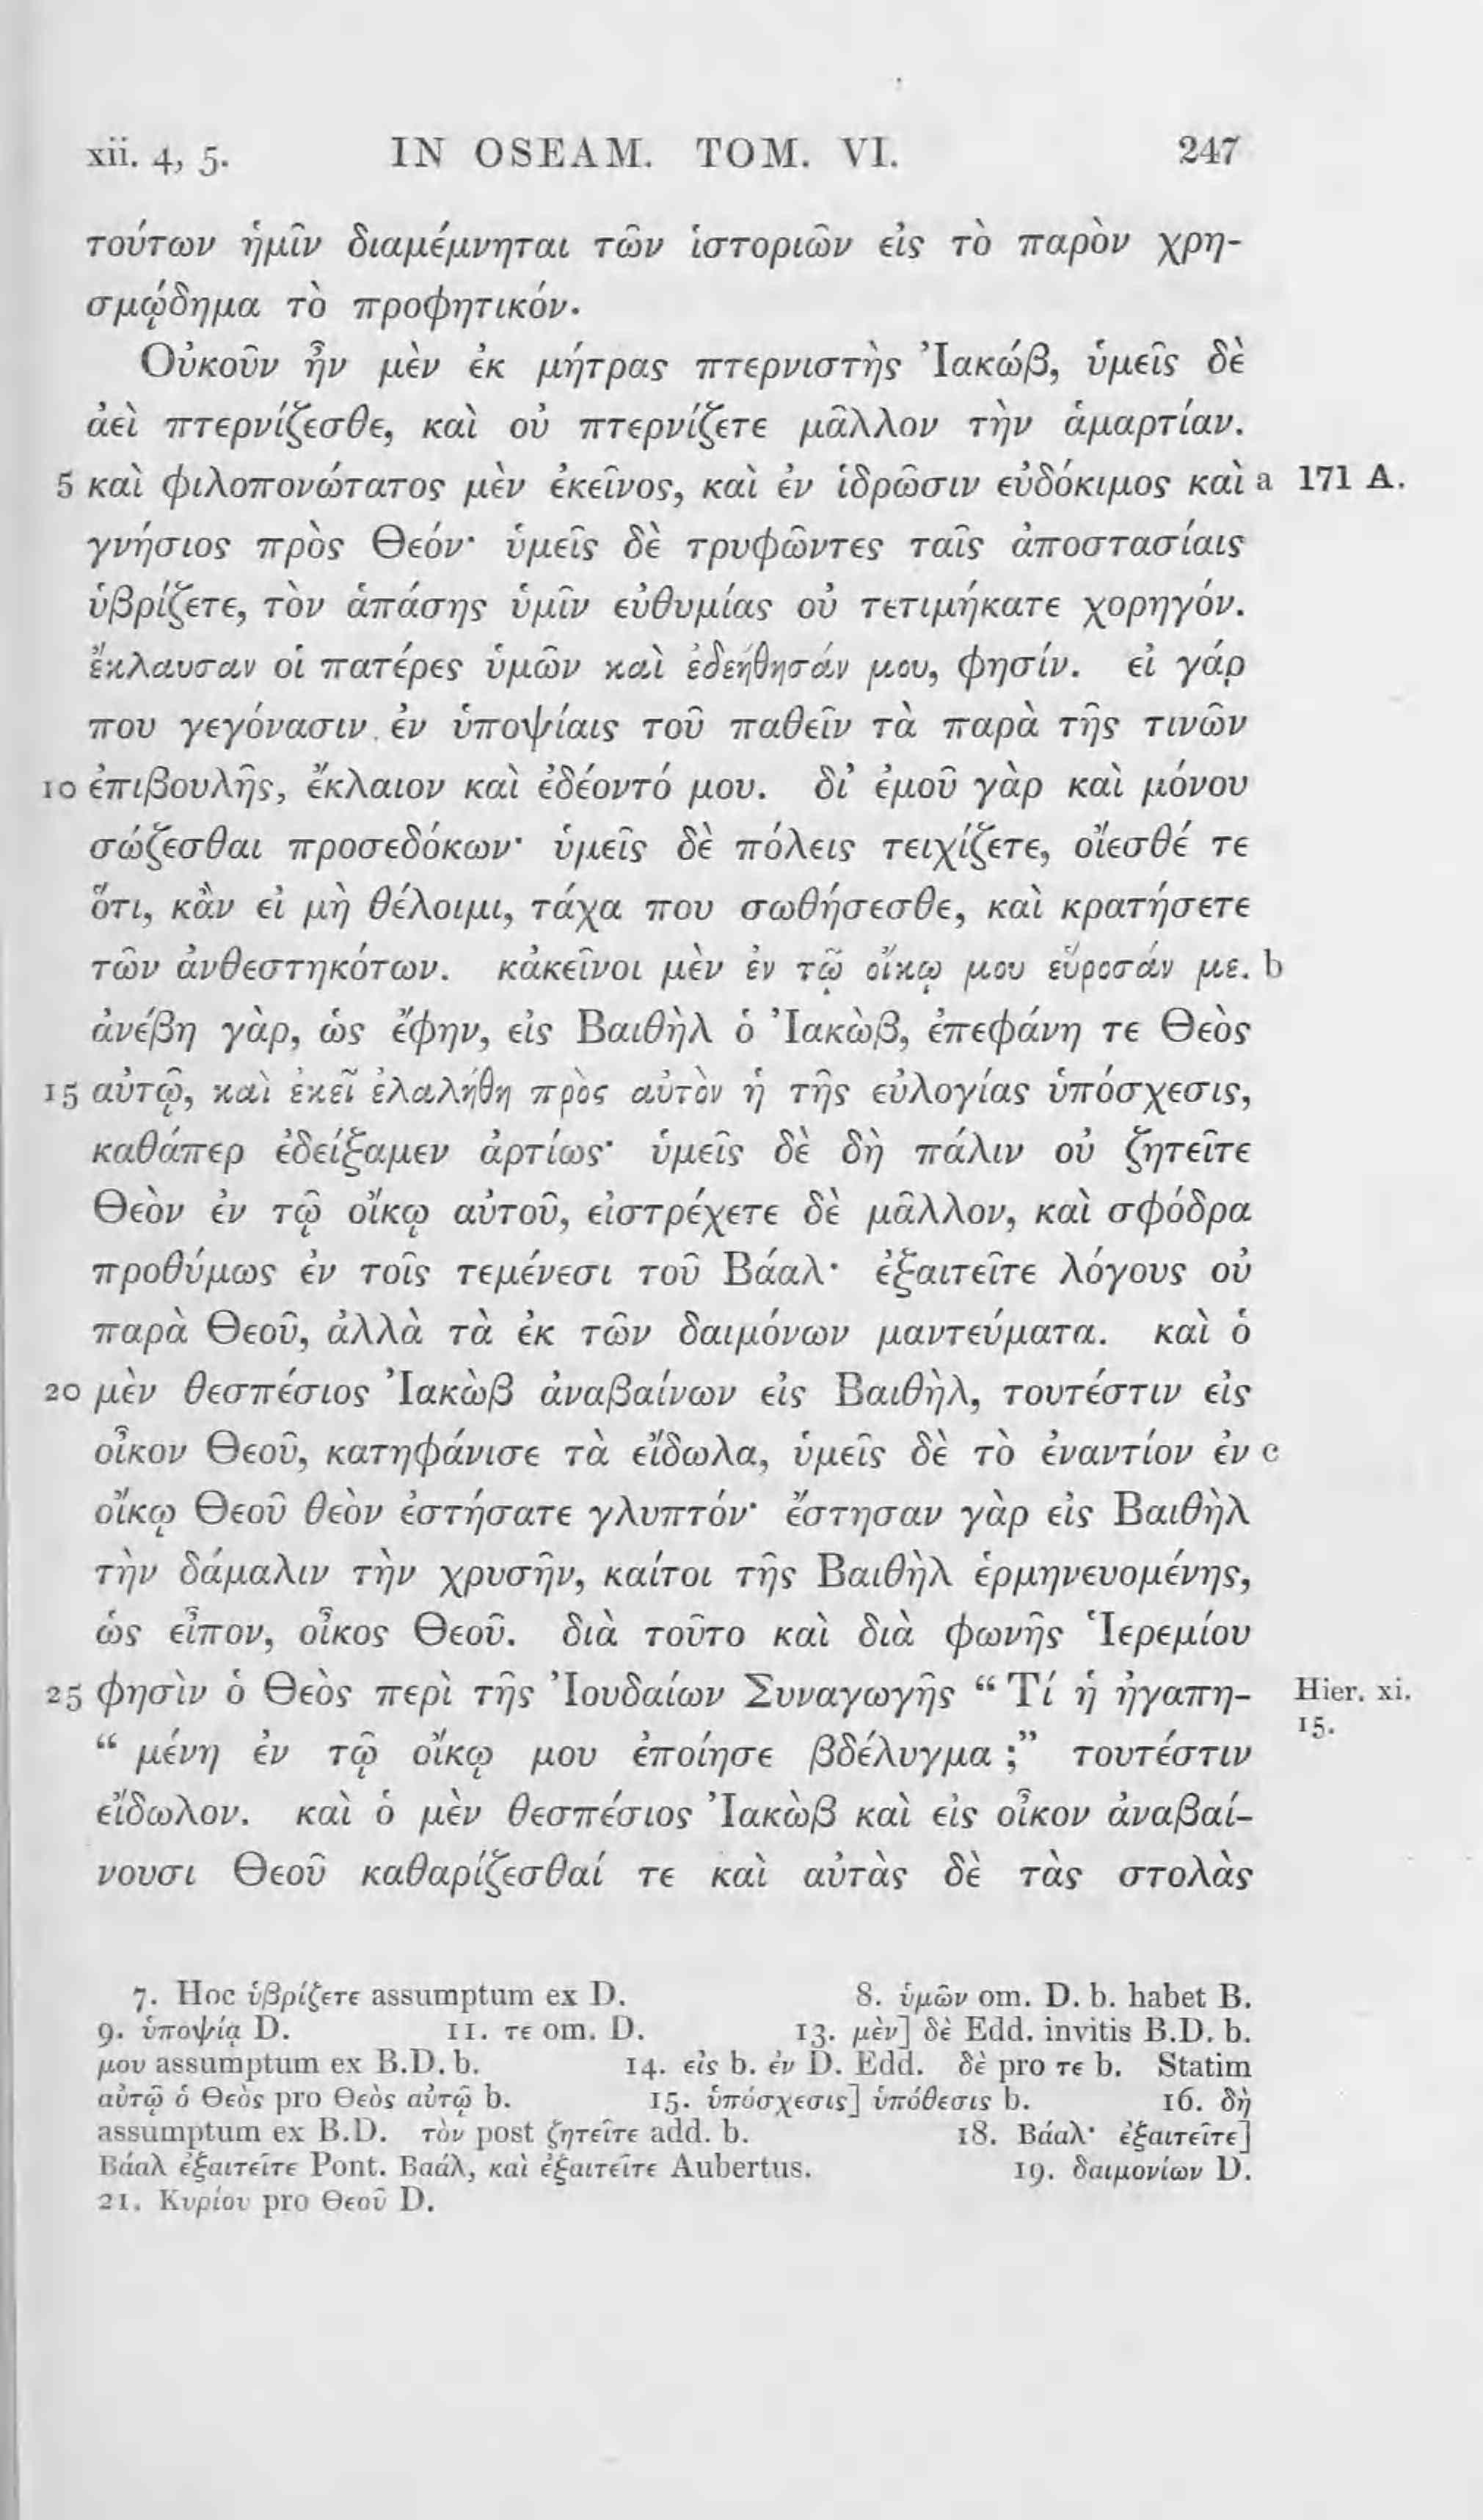 xii. 4, 5. IN OSEAM. TOM. VI. 247
τούτων ἡμῖν διαμέμνηται τῶν ἱστοριῶν εἰς τὸ παρὸν χρη-
σμῴδημα τὸ προφητικόν.
Οὐκοῦν ἦν μὲν ἐκ μήτρας πτερνιστὴς Ἰακώβ, ὑμεῖς δὲ
ἀεὶ πτερνίζεσθε, καὶ οὐ πτερνίζετε μᾶλλον τὴν ἁμαρτίαν.
5 καὶ φιλοπονώτατος μὲν ἐκεῖνος, καὶ ἐν ἱδρῶσιν εὐδόκιμος καὶ a 171 A.
γνήσιος πρὸς Θεόν· ὑμεῖς δὲ τρυφῶντες ταῖς ἀποστασίαις
ὑβρίζετε, τὸν ἁπάσης ὑμῖν εὐθυμίας οὐ τετιμήκατε χορηγόν.
ἔκλαυσαν οἱ πατέρες ὑμῶν καὶ ἐδεήθησάν μου, φησίν. εἰ γάρ
που γεγόνασιν ἐν ὑποψίαις τοῦ παθεῖν τὰ παρὰ τῆς τινῶν
10 ἐπιβουλῆς, ἔκλαιον καὶ ἐδέοντό μου. δι’ ἐμοῦ γὰρ καὶ μόνου
σώζεσθαι προσεδόκων· ὑμεῖς δὲ πόλεις τειχίζετε, οἴεσθέ τε
ὅτι, κἂν εἰ μὴ θέλοιμι, τάχα που σωθήσεσθε, καὶ κρατήσετε
τῶν ἀνθεστηκότων. κἀκεῖνοι μὲν ἐν τῷ οἴκῳ μου εὕροσάν με. b
ἀνέβη γὰρ, ὡς ἔφην, εἰς Βαιθὴλ ὁ Ἰακὼβ, ἐπεφάνη τε Θεὸς
15 αὐτῷ, καὶ ἐκεῖ ἐλαλήθη πρὸς αὐτὸν ἡ τῆς εὐλογίας ὑπόσχεσις,
καθάπερ ἐδείξαμεν ἀρτίως· ὑμεῖς δὲ δὴ πάλιν οὐ ζητεῖτε
Θεὸν ἐν τῷ οἴκῳ αὐτοῦ, εἰστρέχετε δὲ μᾶλλον, καὶ σφόδρα
προθύμως ἐν τοῖς τεμένεσι τοῦ Βάαλ· ἐξαιτεῖτε λόγους οὐ
παρὰ Θεοῦ, ἀλλὰ τὰ ἐκ τῶν δαιμόνων μαντεύματα. καὶ ὁ
20 μὲν θεσπέσιος Ἰακὼβ ἀναβαίνων εἰς Βαιθὴλ, τουτέστιν εἰς
οἶκον Θεοῦ, κατηφάνισε τὰ εἴδωλα, ὑμεῖς δὲ τὸ ἐναντίον ἐν c
οἴκῳ Θεοῦ θεὸν ἐστήσατε γλυπτόν· ἔστησαν γὰρ εἰς Βαιθὴλ
τὴν δάμαλιν τὴν χρυσῆν, καίτοι τῆς Βαιθὴλ ἑρμηνευομένης,
ὡς εἶπον, οἶκος Θεοῦ. διὰ τοῦτο καὶ διὰ φωνῆς Ἱερεμίου
25 φησὶν ὁ Θεὸς περὶ τῆς Ἰουδαίων Συναγωγῆς “ Τί ἡ ἠγαπη- Hier. xi.
15.
“ μένη ἐν τῷ οἴκῳ μου ἐποίησε βδέλυγμα ;” τουτέστιν
εἴδωλον. καὶ ὁ μὲν θεσπέσιος Ἰακὼβ καὶ εἰς οἶκον ἀναβαί-
νουσι Θεοῦ καθαρίζεσθαί τε καὶ αὐτὰς δὲ τὰς στολὰς
7. Hoc ὑβρίζετε assumptum ex D. 8. ὑμῶν om. D. b. habet B.
9. ὑποψίᾳ D. 11. τε om. D. 13. μὲν] δὲ Edd. invitis B.D. b.
μου assumptum ex B.D. b. 14. εἰς b. ἐν D. Edd. δὲ pro τε b. Statim
αὐτῷ ὁ Θεὸς pro Θεὸς αὐτῷ b. 15. ὑπόσχεσις] ὑπόθεσις b. 16. δὴ
assumptum ex B.D. τὸν post ζητεῖτε add. b. 18. Βάαλ· ἐξαιτεῖτε]
Βάαλ ἐξαιτεῖτε Pont. Βαάλ, καὶ ἐξαιτεῖτε Aubertus. 19. δαιμονίων D.
21. Κυρίου pro Θεοῦ D.